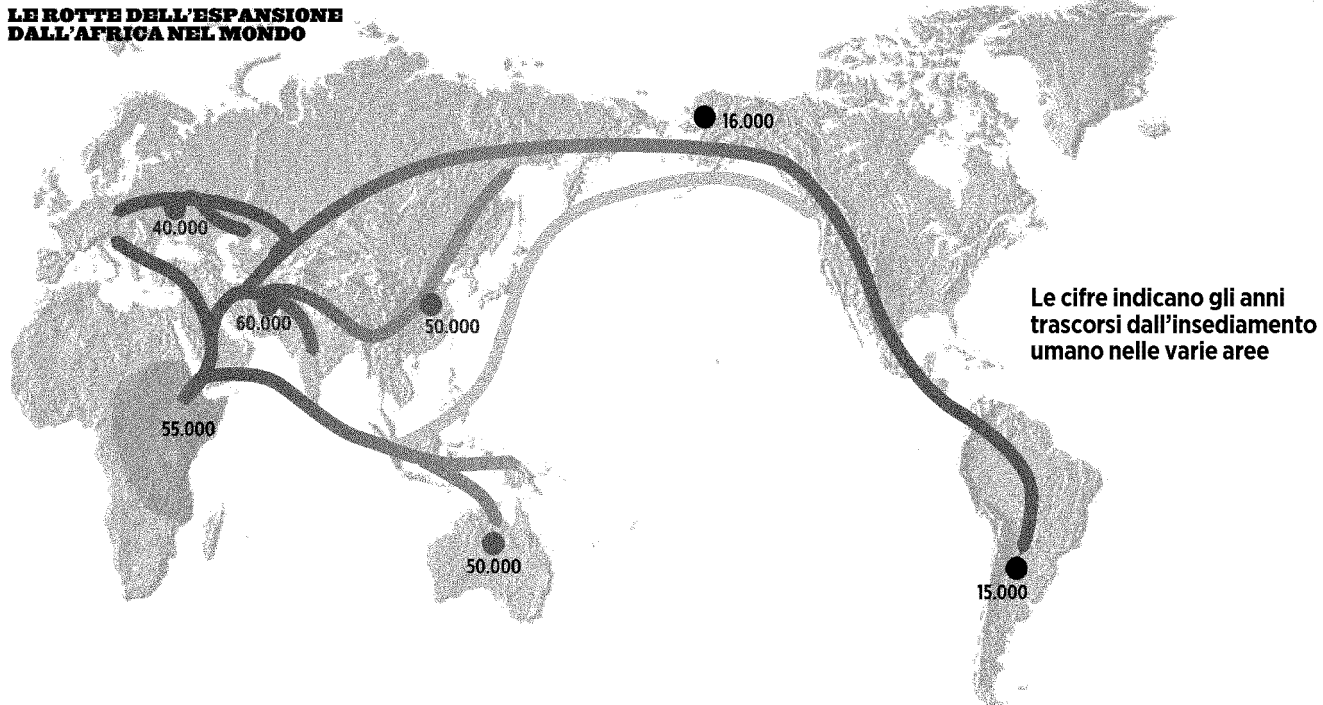 LE ROTTE DELL'ESPANSIONE
DALL'AFRICA NEL MONDO
16.000
40.000
60.000
50.000
Le cifre indicano gli anni
trascorsi dall'insediamento
umano nelle varie aree
55.000
50.000
15.000